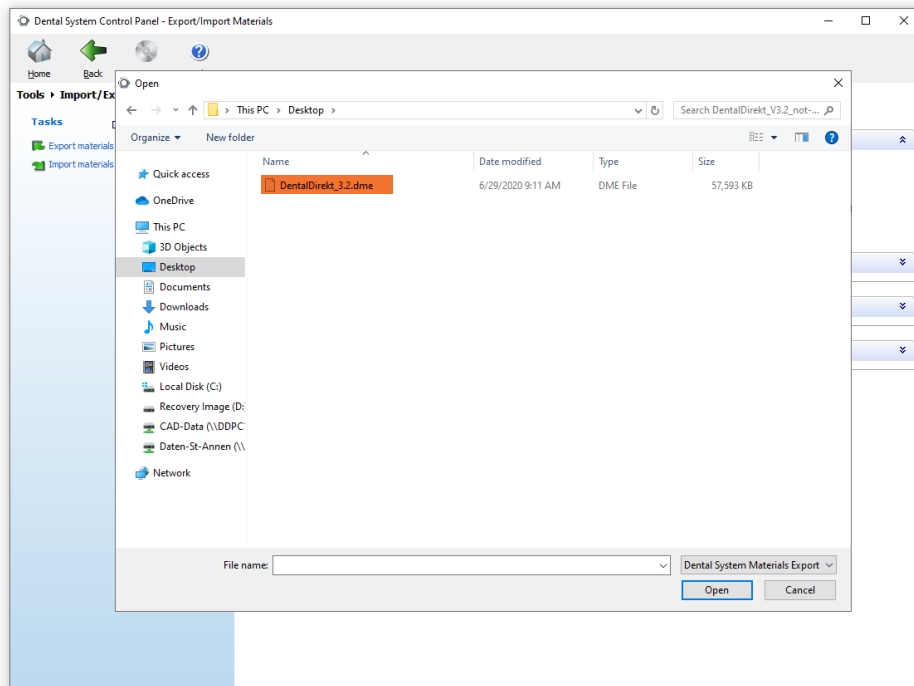 Dental System Control Panel - Export/Import Materials
Home
Back
Tools › Import/Ex
Tasks
Export materials
Import materials
Open
This PC › Desktop ›
Search DentalDirekt_V3.2_not-...
Organize
New folder
Name
Date modified
Type
Size
DentalDirekt_3.2.dme
6/29/2020 9:11 AM
DME File
57,593 KB
Quick access
OneDrive
This PC
3D Objects
Desktop
Documents
Downloads
Music
Pictures
Videos
Local Disk (C:)
Recovery Image (D:
CAD-Data (\\DDPC
Daten-St-Annen (\\
Network
File name:
Dental System Materials Export
Open
Cancel